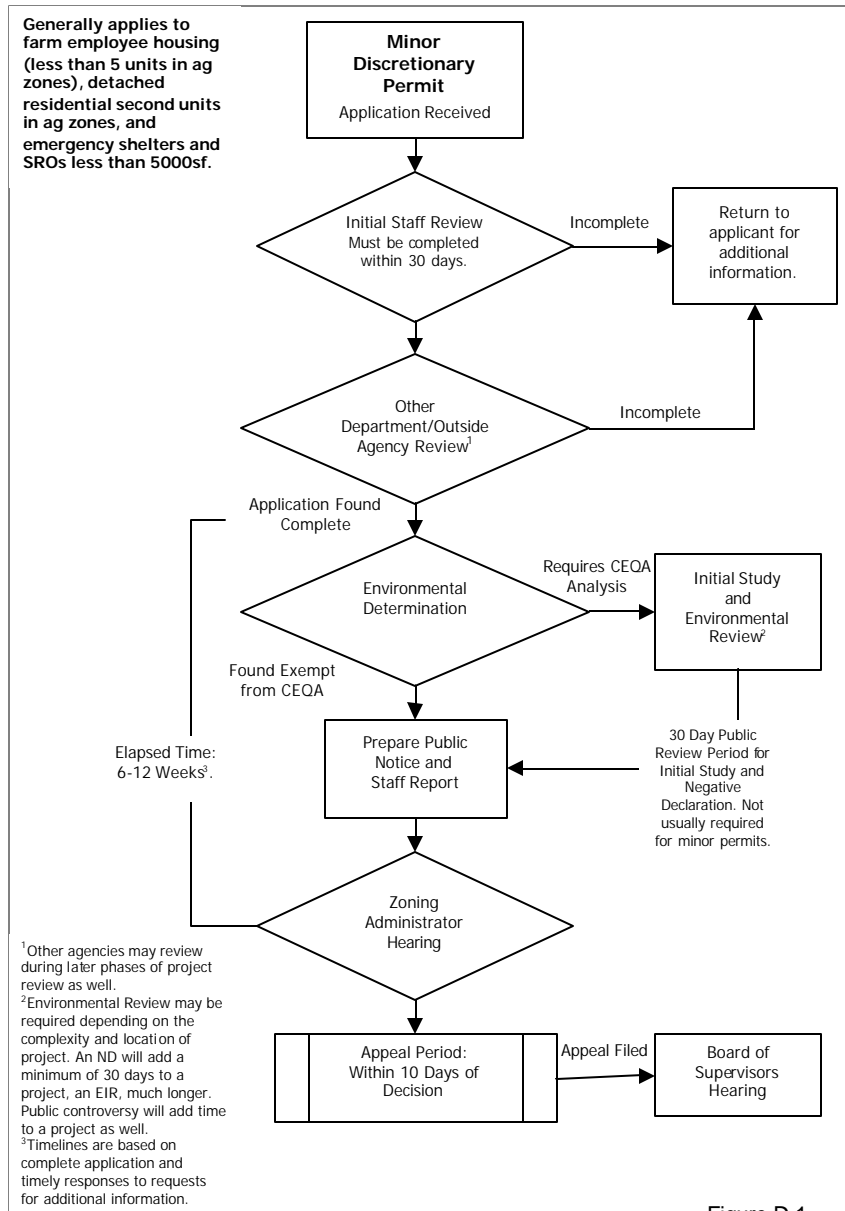 Generally applies to
farm employee housing
(less than 5 units in ag
zones), detached
residential second units
in ag zones, and
emergency shelters and
SROs less than 5000sf.
Minor
Discretionary
Permit
Application Received
Initial Staff Review
Must be completed
within 30 days.
Incomplete
Return to
applicant for
additional
information.
Other
Department/Outside
Agency Review1
Incomplete
Application Found
Complete
Environmental
Determination
Requires CEQA
Analysis
Initial Study
and
Environmental
Review2
Found Exempt
from CEQA
Elapsed Time:
6-12 Weeks3.
Prepare Public
Notice and
Staff Report
30 Day Public
Review Period for
Initial Study and
Negative
Declaration. Not
usually required
for minor permits.
Zoning
Administrator
Hearing
Appeal Period:
Within 10 Days of
Decision
Appeal Filed
Board of
Supervisors
Hearing
1Other agencies may review
during later phases of project
review as well.
2Environmental Review may be
required depending on the
complexity and location of
project. An ND will add a
minimum of 30 days to a
project, an EIR, much longer.
Public controversy will add time
to a project as well.
3Timelines are based on
complete application and
timely responses to requests
for additional information.